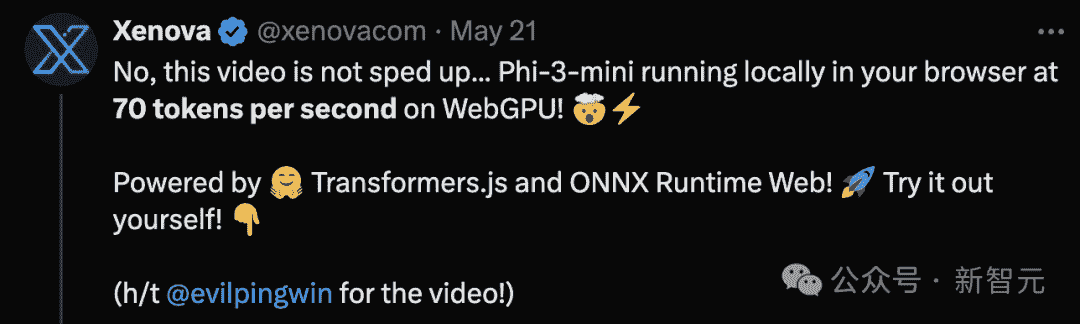 Xenova @xenovacom · May 21
No, this video is not sped up... Phi-3-mini running locally in your browser at
70 tokens per second on WebGPU! 🤯⚡
Powered by 🤗 Transformers.js and ONNX Runtime Web! 🚀 Try it out
yourself! 👇
(h/t @evilpingwin for the video!)
公众号 · 新智元